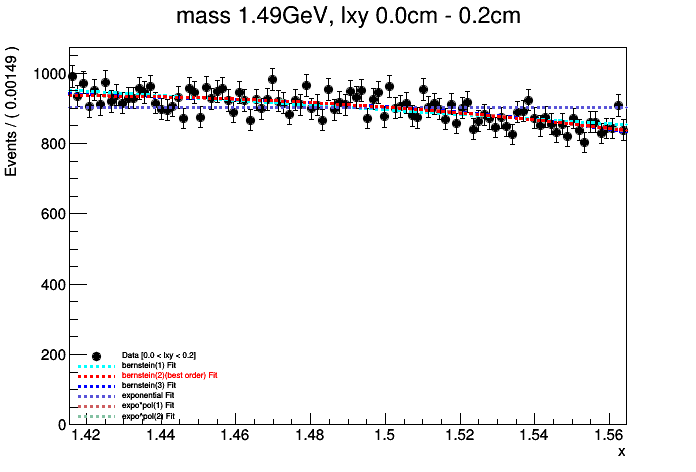 mass 1.49GeV, lxy 0.0cm - 0.2cm
Events / ( 0.00149 )
1000
800
600
400
200
0
Data [0.0 < lxy < 0.2]
bernstein(1) Fit
bernstein(2)(best order) Fit
bernstein(3) Fit
exponential Fit
expo*pol(1) Fit
expo*pol(2) Fit
1.42 1.44 1.46 1.48 1.5 1.52 1.54 1.56
x